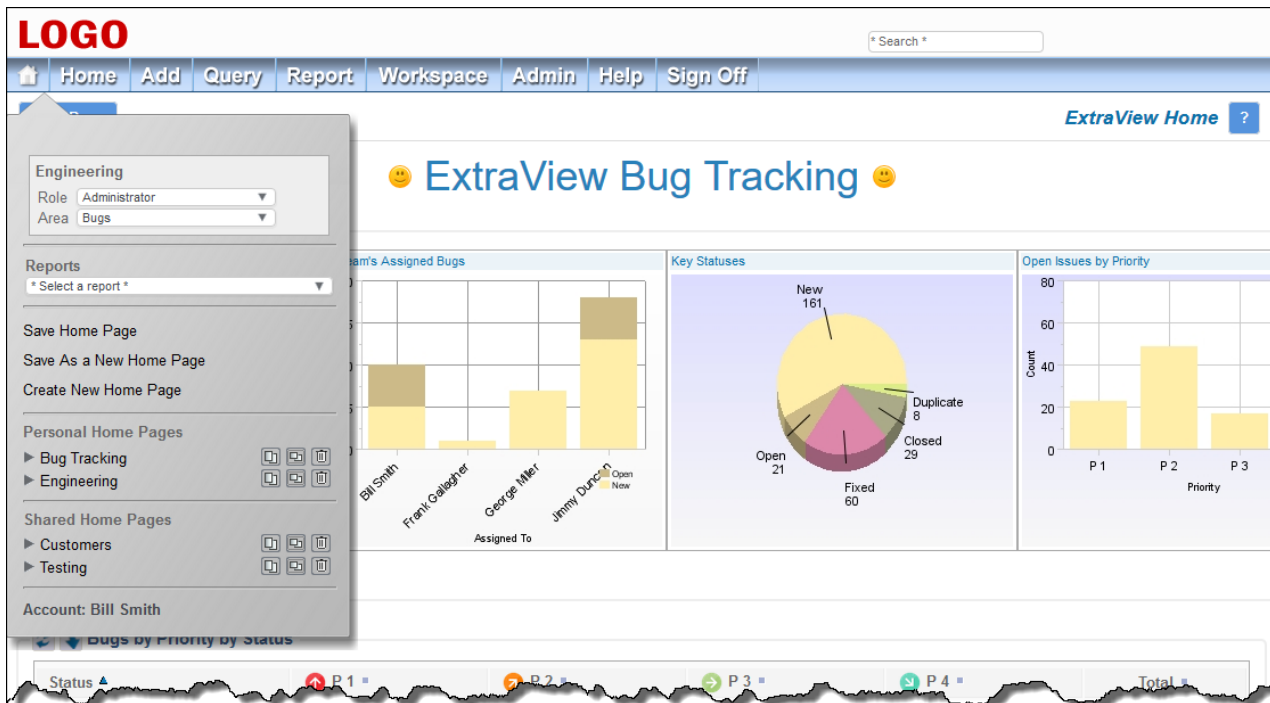 LOGO
* Search *
Home Add Query Report Workspace Admin Help Sign Off
ExtraView Home ?
Engineering
Role Administrator
Area Bugs
Reports
* Select a report *
Save Home Page
Save As a New Home Page
Create New Home Page
Personal Home Pages
Bug Tracking
Engineering
Shared Home Pages
Customers
Testing
Account: Bill Smith
ExtraView Bug Tracking
eam's Assigned Bugs
Bill Smith
Frank Gallagher
George Miller
Jimmy Duncan
Open
New
Assigned To
Key Statuses
New
161
Duplicate
8
Closed
29
Fixed
60
Open
21
Open Issues by Priority
80
60
40
20
0
Count
P 1 P 2 P 3
Priority
Bugs by Priority by Status
Status P 1 P 2 P 3 P 4 Total